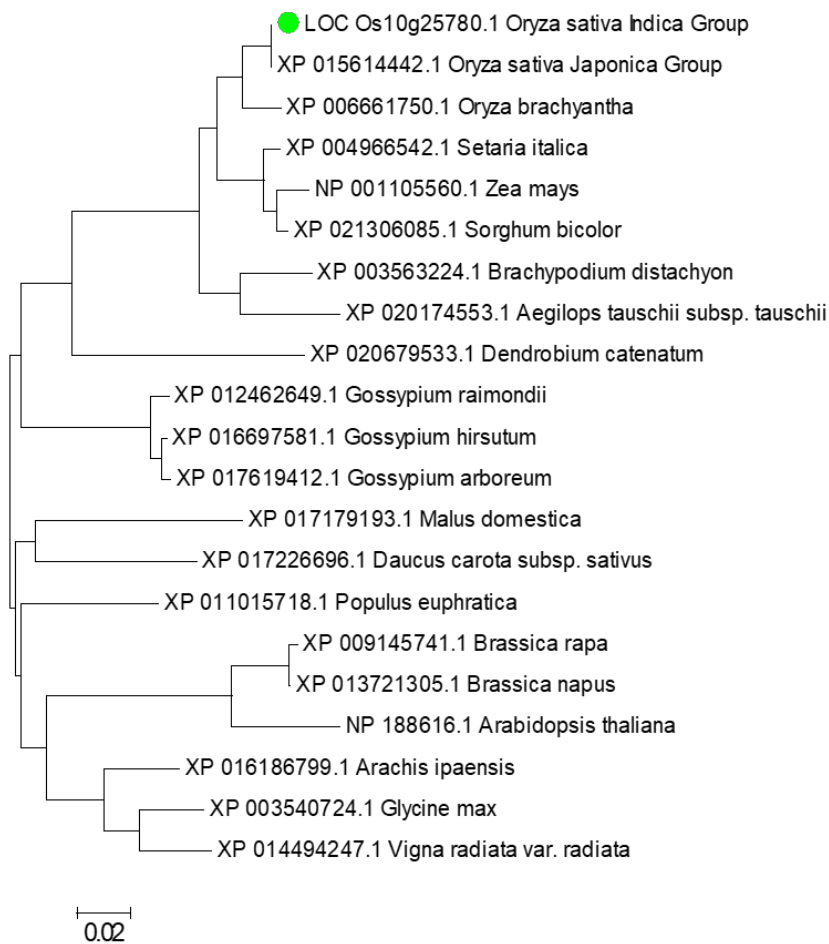 LOC Os10g25780.1 Oryza sativa Indica Group
XP 015614442.1 Oryza sativa Japonica Group
XP 006661750.1 Oryza brachyantha
XP 004966542.1 Setaria italica
NP 001105560.1 Zea mays
XP 021306085.1 Sorghum bicolor
XP 003563224.1 Brachypodium distachyon
XP 020174553.1 Aegilops tauschii subsp. tauschii
XP 020679533.1 Dendrobium catenatum
XP 012462649.1 Gossypium raimondii
XP 016697581.1 Gossypium hirsutum
XP 017619412.1 Gossypium arboreum
XP 017179193.1 Malus domestica
XP 017226696.1 Daucus carota subsp. sativus
XP 011015718.1 Populus euphratica
XP 009145741.1 Brassica rapa
XP 013721305.1 Brassica napus
NP 188616.1 Arabidopsis thaliana
XP 016186799.1 Arachis ipaensis
XP 003540724.1 Glycine max
XP 014494247.1 Vigna radiata var. radiata
0.02